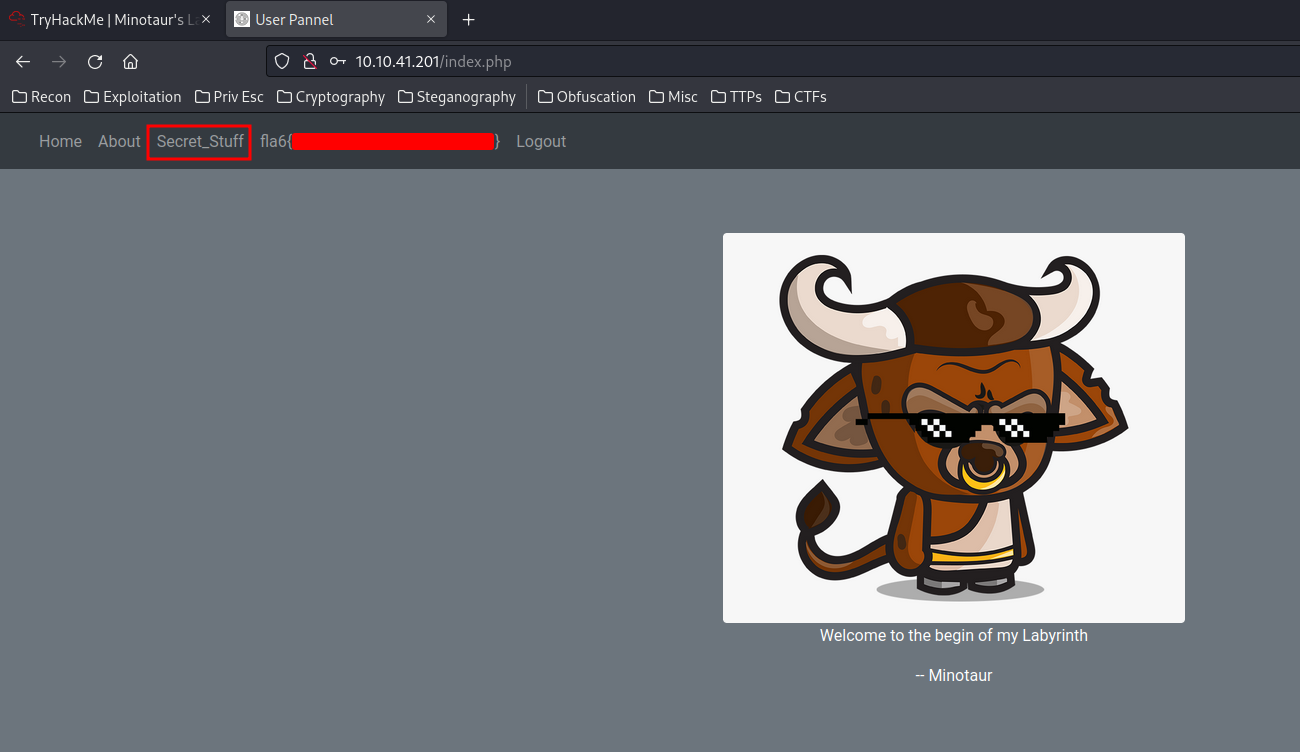 TryHackMe | Minotaur's L
User Pannel
10.10.41.201/index.php
Recon Exploitation Priv Esc Cryptography Steganography Obfuscation Misc TTPs CTFs
Home About Secret_Stuff fla6{ } Logout
Welcome to the begin of my Labyrinth
-- Minotaur